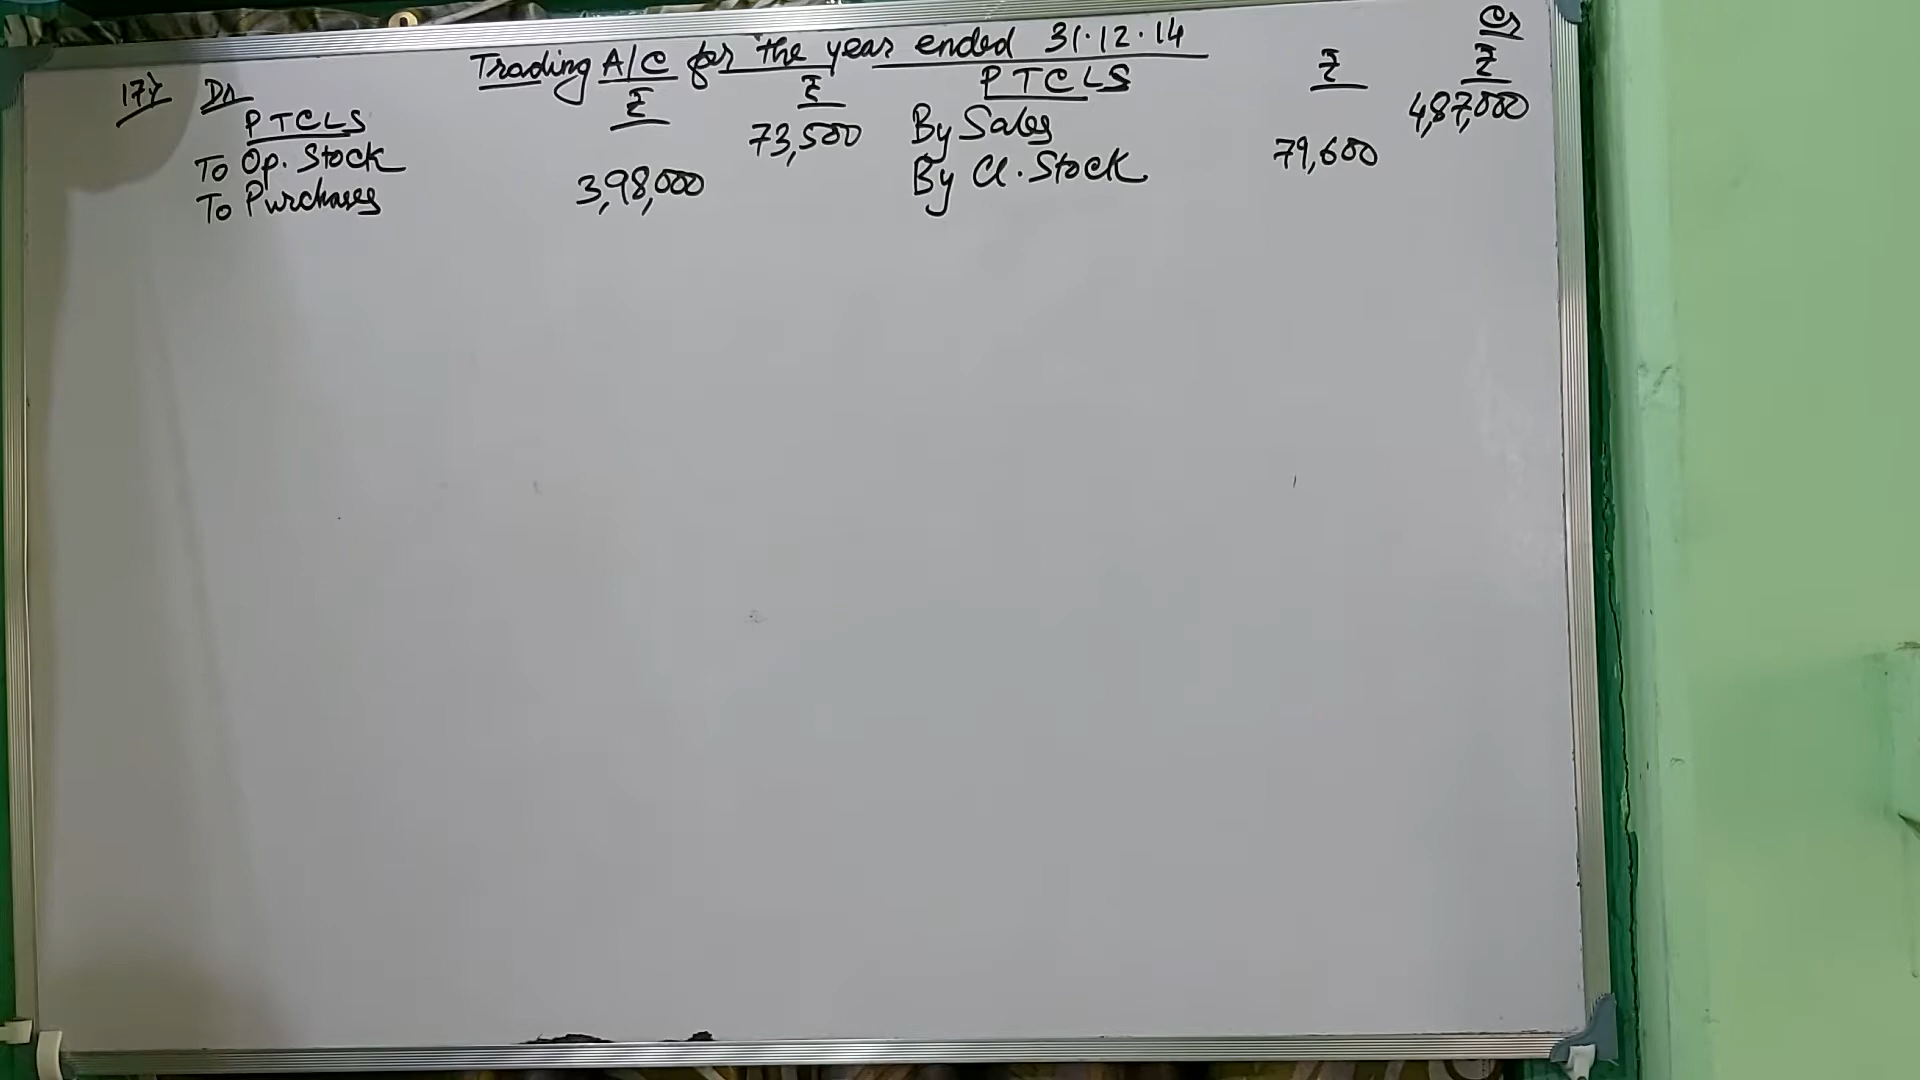 Trading A/C for the year ended 31.12.14
Cr
17) Dr
PTCLS ₹ ₹ PTCLS ₹ ₹
To Op. Stock 73,500 By Sales 4,87,000
To Purchases 3,98,000 By Cl. Stock 79,600